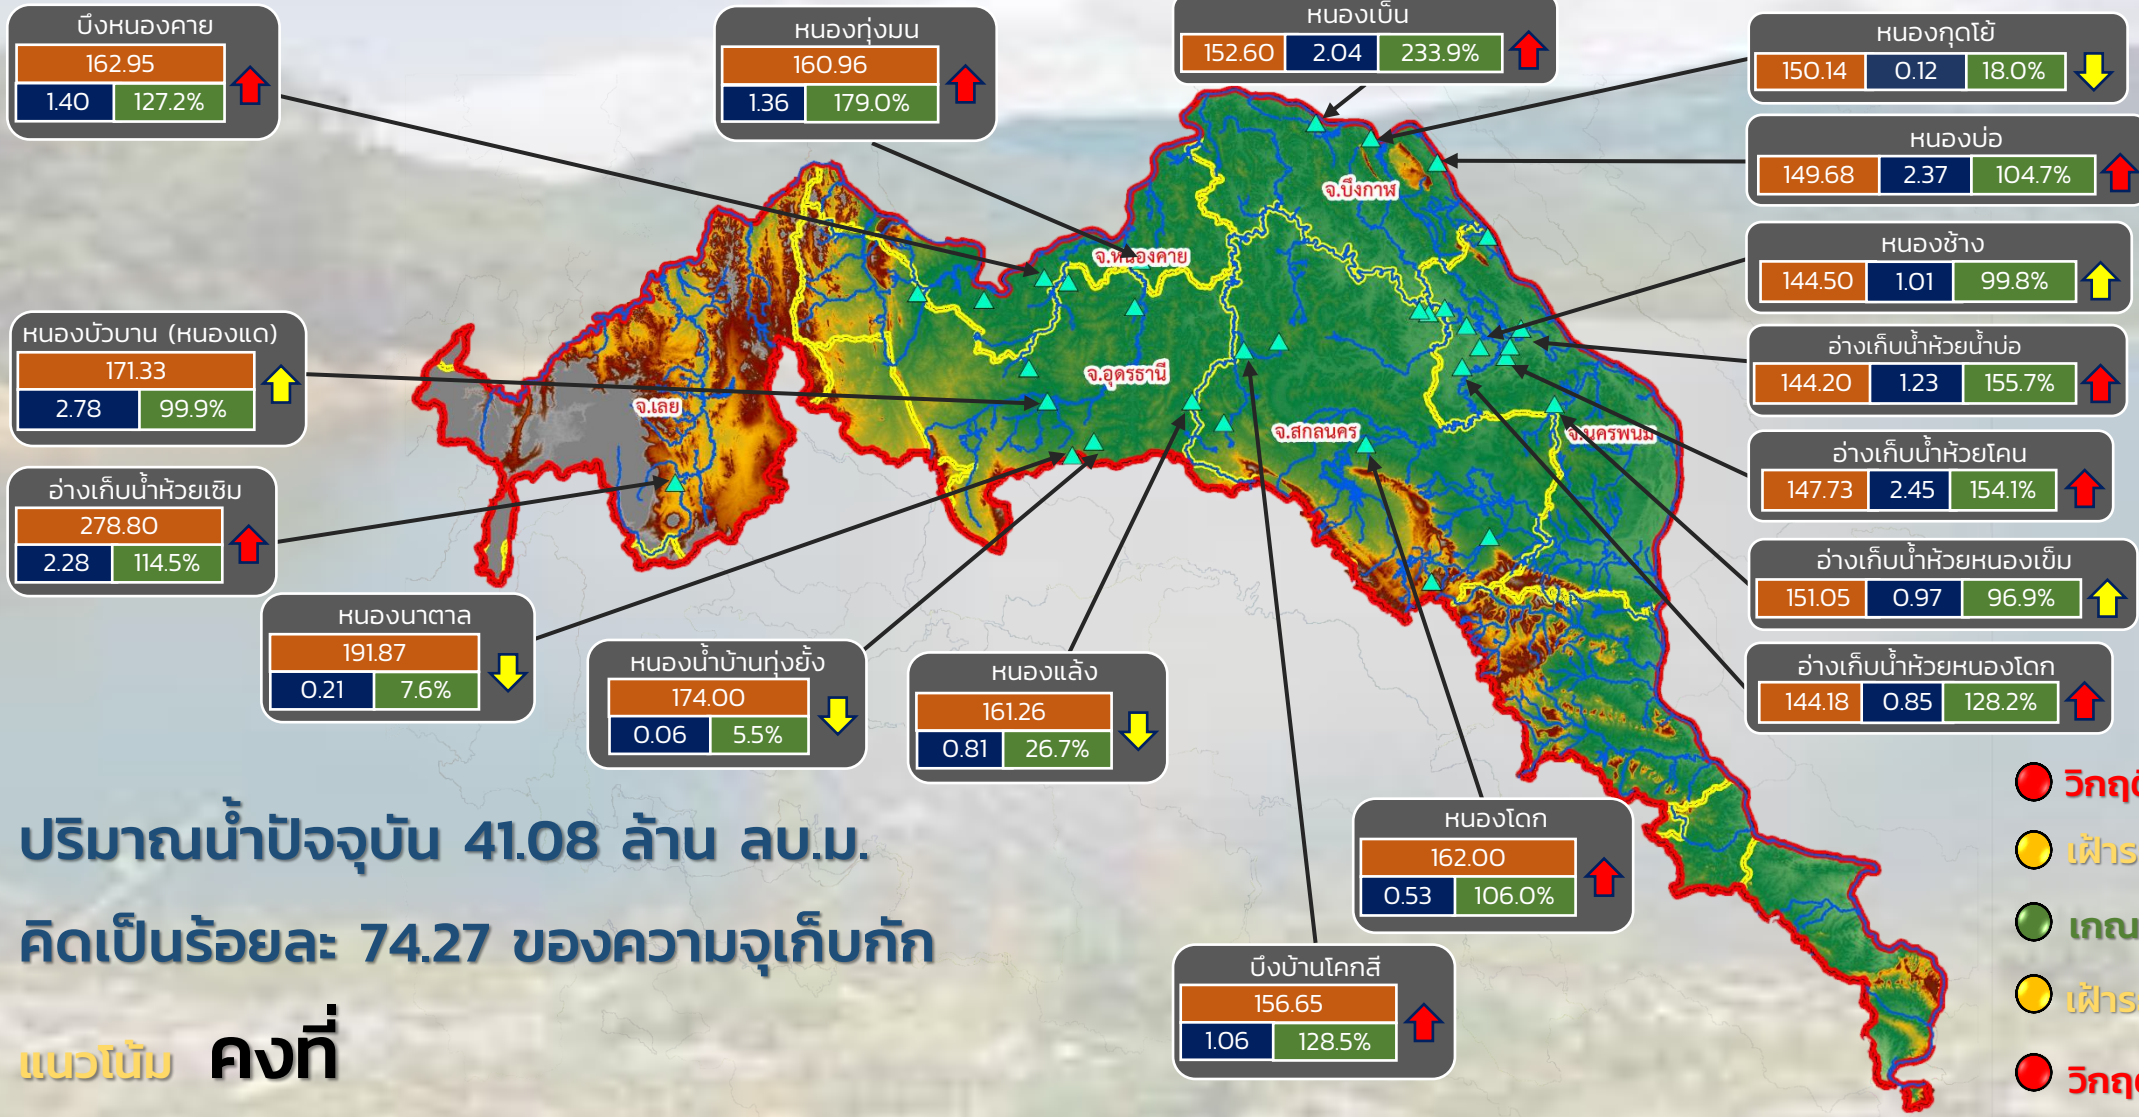 บึงหนองคาย
162.95
1.40 127.2%
หนองทุ่งมน
160.96
1.36 179.0%
หนองเบ็น
152.60 2.04 233.9%
หนองกุดโย้
150.14 0.12 18.0%
หนองบ่อ
149.68 2.37 104.7%
หนองช้าง
144.50 1.01 99.8%
อ่างเก็บน้ำห้วยน้ำบ่อ
144.20 1.23 155.7%
อ่างเก็บน้ำห้วยโคน
147.73 2.45 154.1%
อ่างเก็บน้ำห้วยหนองเข็ม
151.05 0.97 96.9%
อ่างเก็บน้ำห้วยหนองโดก
144.18 0.85 128.2%
หนองบัวบาน (หนองแด)
171.33
2.78 99.9%
อ่างเก็บน้ำห้วยเซิม
278.80
2.28 114.5%
หนองนาตาล
191.87
0.21 7.6%
หนองน้ำบ้านทุ่งยั้ง
174.00
0.06 5.5%
หนองแล้ง
161.26
0.81 26.7%
หนองโดก
162.00
0.53 106.0%
บึงบ้านโคกสี
156.65
1.06 128.5%
จ.บึงกาฬ
จ.หนองคาย
จ.อุดรธานี
จ.เลย
จ.สกลนคร
จ.นครพนม
ปริมาณน้ำปัจจุบัน 41.08 ล้าน ลบ.ม.
คิดเป็นร้อยละ 74.27 ของความจุเก็บกัก
แนวโน้ม คงที่